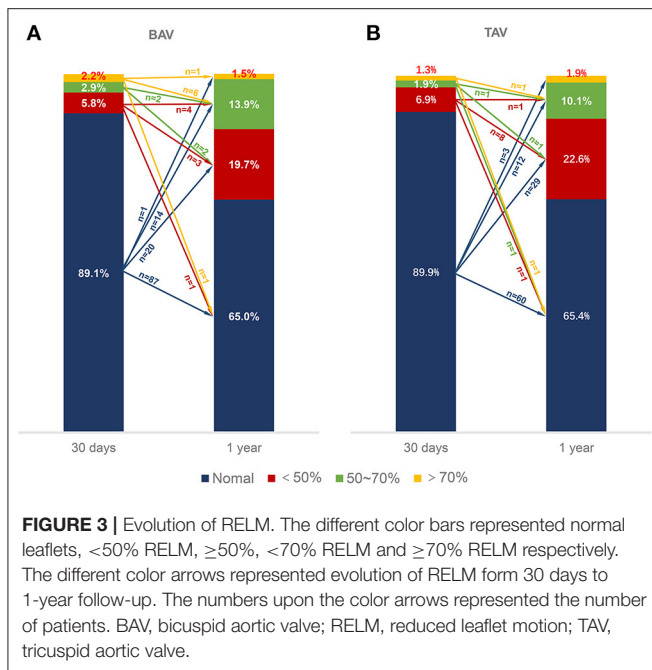 A
BAV
B
TAV
2.2%
2.9%
5.8%
89.1%
n=1
n=6
n=2
n=4
n=2
n=3
n=1
n=14
n=20
n=87
n=1
n=1
1.5%
13.9%
19.7%
65.0%
1.3%
1.9%
6.9%
89.9%
n=1
n=1
n=1
n=8
n=3
n=12
n=29
n=60
n=1
n=1
n=1
1.9%
10.1%
22.6%
65.4%
30 days
1 year
30 days
1 year
Nomal
< 50%
50~70%
> 70%
FIGURE 3 | Evolution of RELM. The different color bars represented normal
leaflets, <50% RELM, ≥50%, <70% RELM and ≥70% RELM respectively.
The different color arrows represented evolution of RELM form 30 days to
1-year follow-up. The numbers upon the color arrows represented the number
of patients. BAV, bicuspid aortic valve; RELM, reduced leaflet motion; TAV,
tricuspid aortic valve.